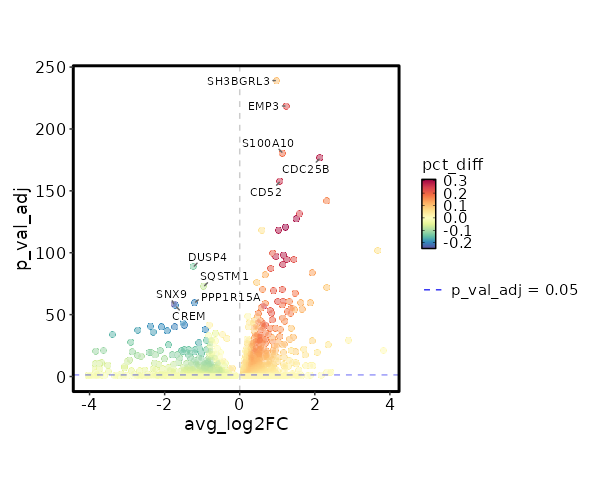 250
200
150
100
50
0
p_val_adj
SH3BGRL3
EMP3
S100A10
CDC25B
CD52
DUSP4
SQSTM1
SNX9
PPP1R15A
CREM
-4
-2
0
2
4
avg_log2FC
pct_diff
0.3
0.2
0.1
0.0
-0.1
-0.2
p_val_adj = 0.05